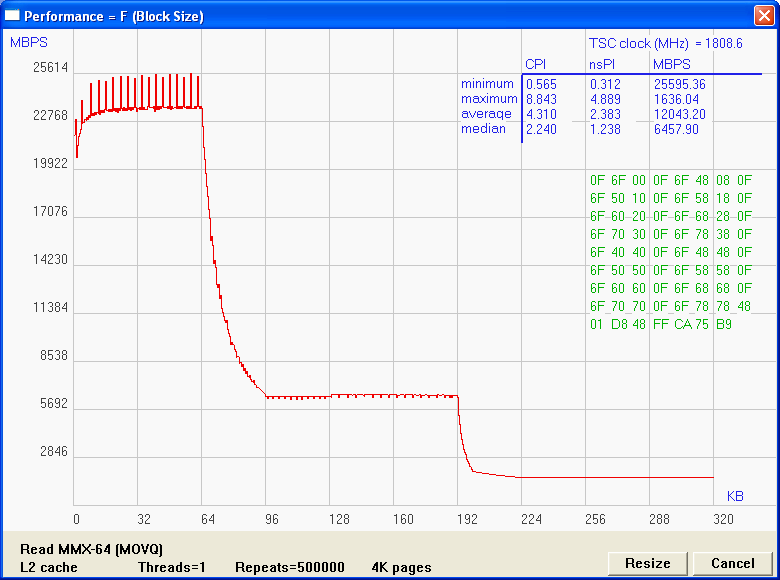 Performance = F (Block Size)
MBPS
TSC clock (MHz) = 1808.6
CPI nsPI MBPS
minimum 0.565 0.312 25595.36
maximum 8.843 4.889 1636.04
average 4.310 2.383 12043.20
median 2.240 1.238 6457.90
25614
22768
19922
17076
14230
11384
8538
5692
2846
0F 6F 00 0F 6F 48 08 0F
6F 50 10 0F 6F 58 18 0F
6F 60 20 0F 6F 68 28 0F
6F 70 30 0F 6F 78 38 0F
6F 40 40 0F 6F 48 48 0F
6F 50 50 0F 6F 58 58 0F
6F 60 60 0F 6F 68 68 0F
6F 70 70 0F 6F 78 78 48
01 D8 48 FF CA 75 B9
KB
0 32 64 96 128 160 192 224 256 288 320
Read MMX-64 (MOVQ)
L2 cache Threads=1 Repeats=500000 4K pages
Resize Cancel